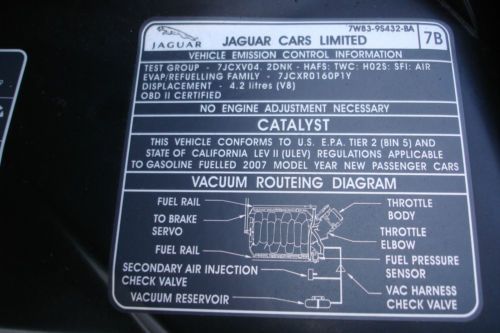 7W83-9S432-BA
JAGUAR
JAGUAR CARS LIMITED
7B
VEHICLE EMISSION CONTROL INFORMATION
TEST GROUP - 7JCXV04.2DNK - HAFS: TWC: HO2S: SFI: AIR
EVAP/REFUELLING FAMILY - 7JCXR0160P1Y
DISPLACEMENT - 4.2 litres (V8)
OBD II CERTIFIED
NO ENGINE ADJUSTMENT NECESSARY
CATALYST
THIS VEHICLE CONFORMS TO U.S. E.P.A. TIER 2 (BIN 5) AND
STATE OF CALIFORNIA LEV II (ULEV) REGULATIONS APPLICABLE
TO GASOLINE FUELLED 2007 MODEL YEAR NEW PASSENGER CARS
VACUUM ROUTEING DIAGRAM
FUEL RAIL
TO BRAKE
SERVO
FUEL RAIL
SECONDARY AIR INJECTION
CHECK VALVE
VACUUM RESERVOIR
THROTTLE
BODY
THROTTLE
ELBOW
FUEL PRESSURE
SENSOR
VAC HARNESS
CHECK VALVE